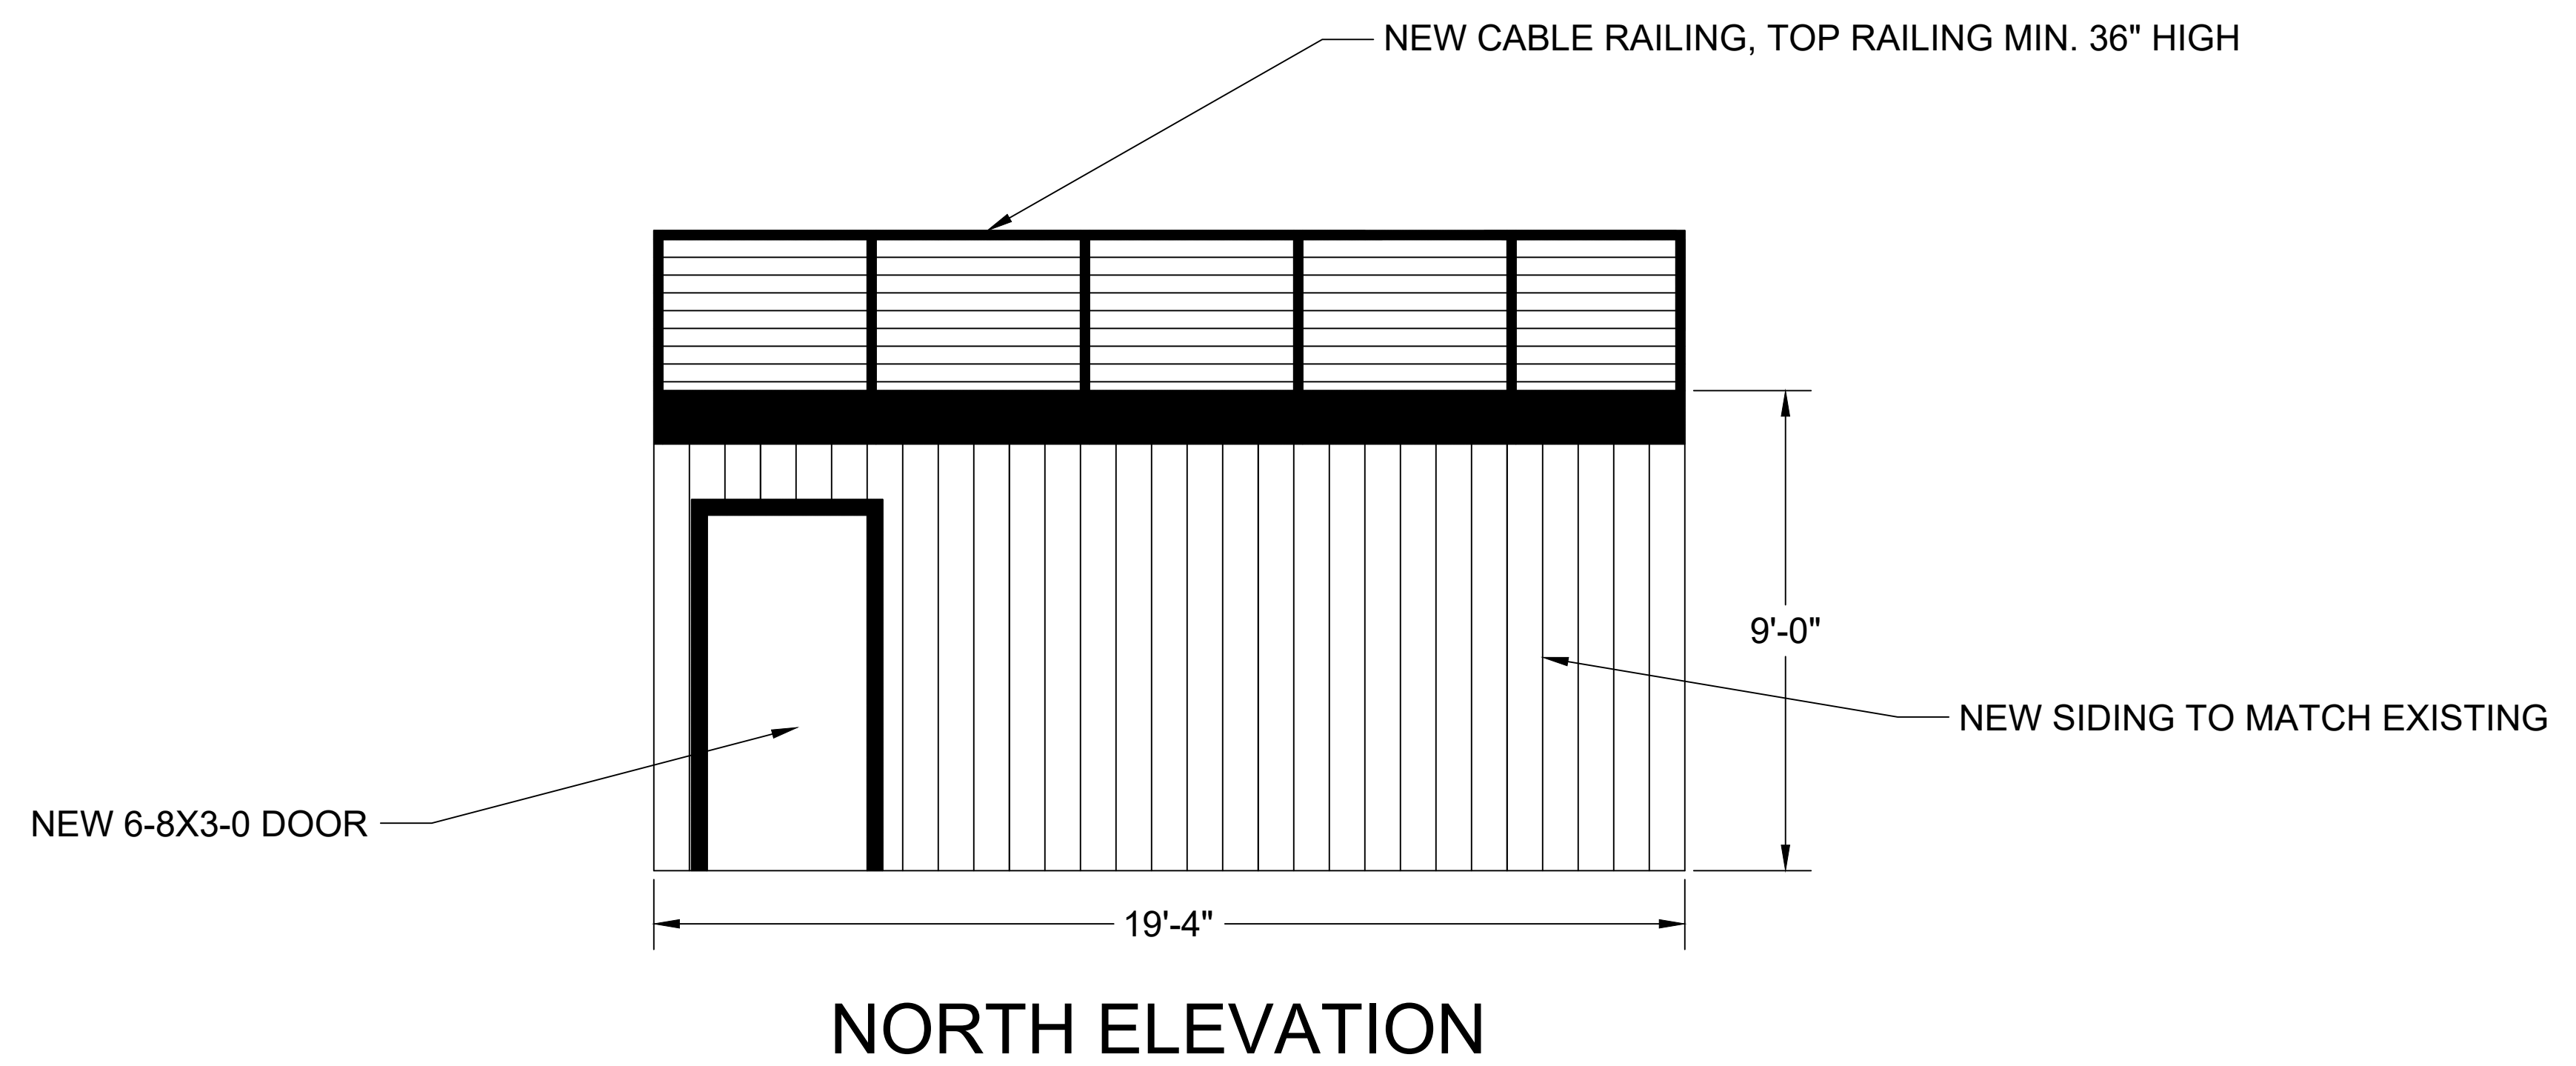 NEW CABLE RAILING, TOP RAILING MIN. 36" HIGH
9'-0"
NEW SIDING TO MATCH EXISTING
NEW 6-8X3-0 DOOR
19'-4"
NORTH ELEVATION